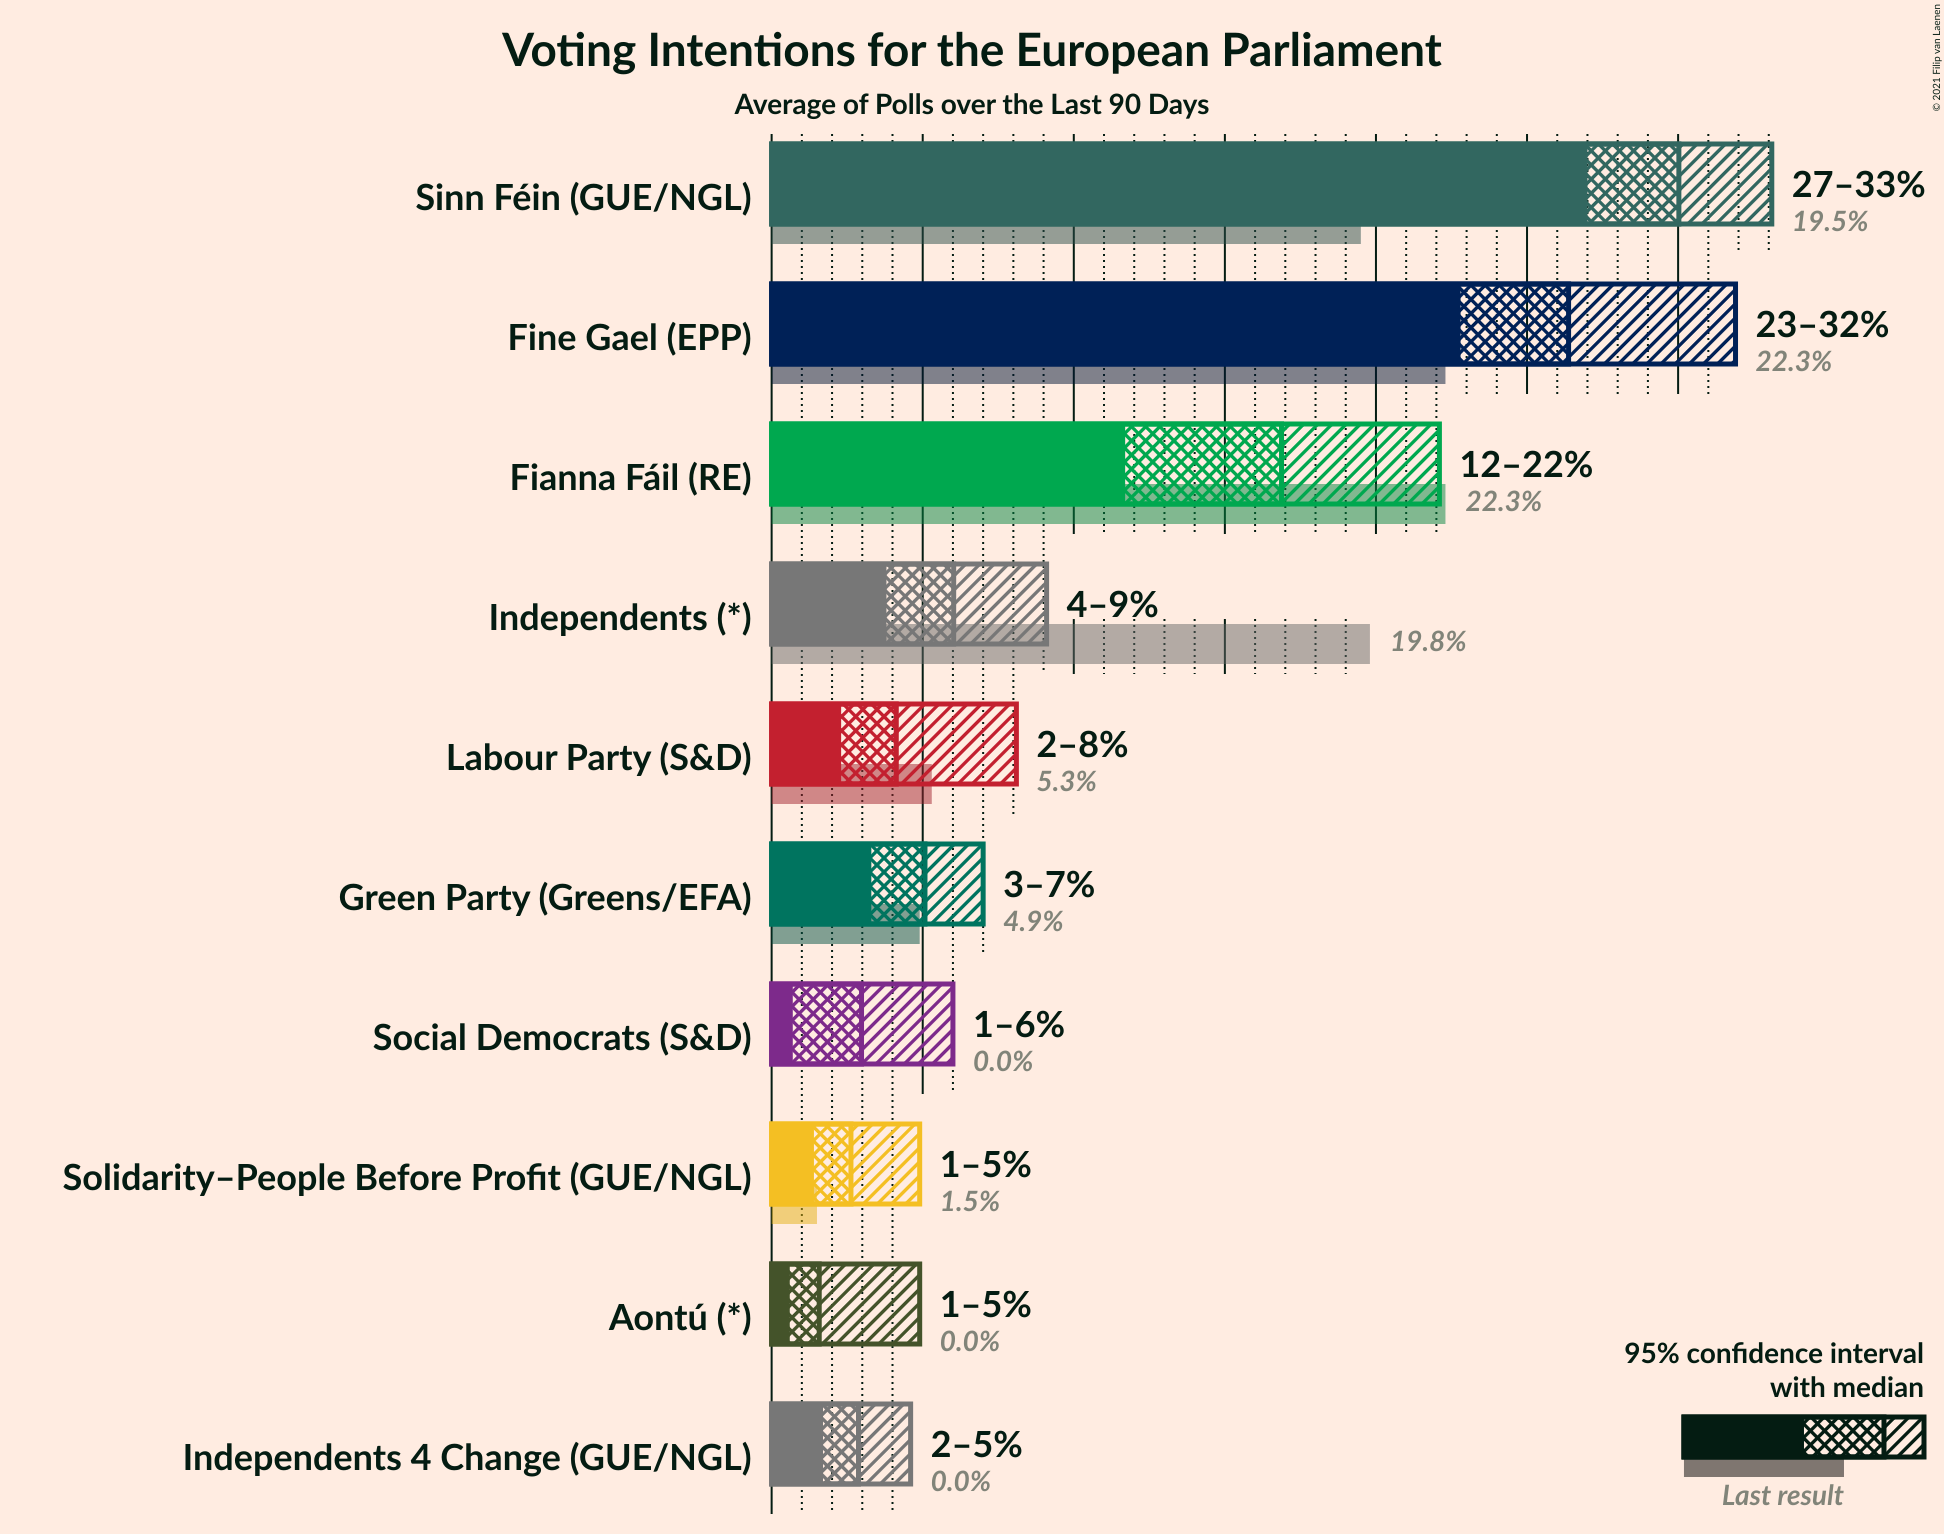 © 2021 Filip van Laenen
Voting Intentions for the European Parliament
Average of Polls over the Last 90 Days
Sinn Féin (GUE/NGL)
27–33%
19.5%
Fine Gael (EPP)
23–32%
22.3%
Fianna Fáil (RE)
12–22%
22.3%
Independents (*)
4–9%
19.8%
Labour Party (S&D)
2–8%
5.3%
Green Party (Greens/EFA)
3–7%
4.9%
Social Democrats (S&D)
1–6%
0.0%
Solidarity–People Before Profit (GUE/NGL)
1–5%
1.5%
Aontú (*)
1–5%
0.0%
Independents 4 Change (GUE/NGL)
2–5%
0.0%
95% confidence interval
with median
Last result